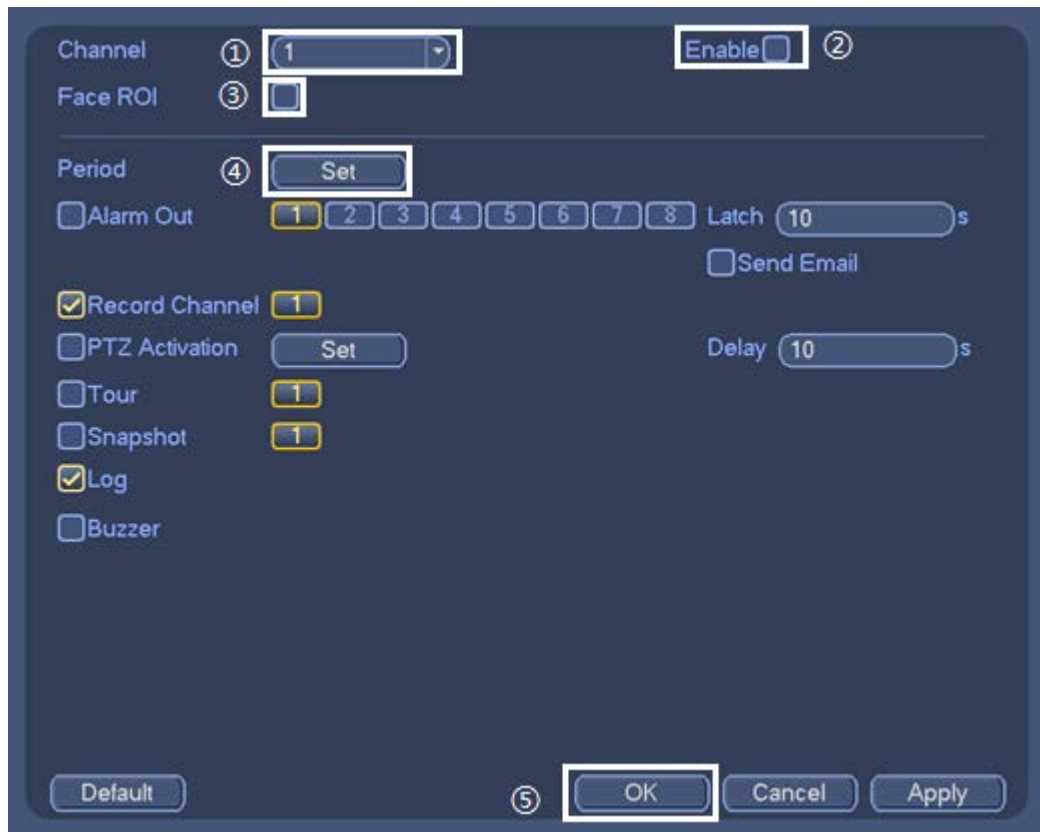 Channel ① 1 Enable ②
Face ROI ③
Period ④ Set
Alarm Out 1 2 3 4 5 6 7 8 Latch 10 s
Send Email
Record Channel 1
PTZ Activation Set Delay 10 s
Tour 1
Snapshot 1
Log
Buzzer
Default ⑤ OK Cancel Apply